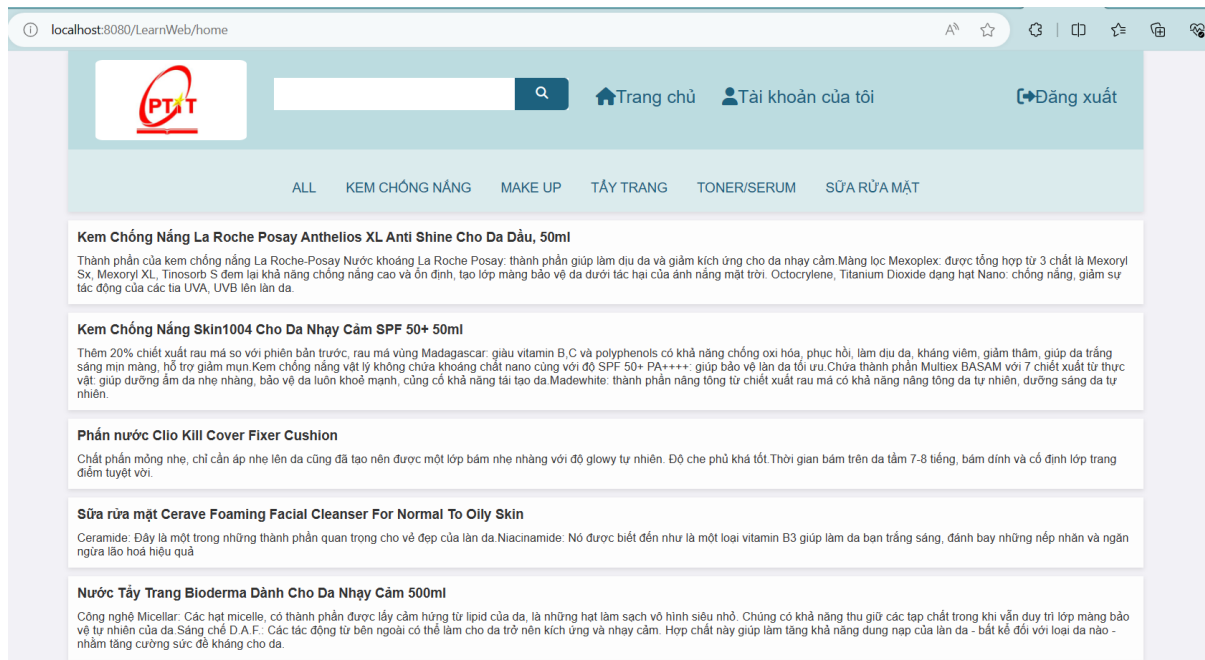 localhost:8080/LearnWeb/home
PTIT
Trang chủ
Tài khoản của tôi
Đăng xuất
ALL KEM CHỐNG NẮNG MAKE UP TẨY TRANG TONER/SERUM SỮA RỬA MẶT
Kem Chống Nắng La Roche Posay Anthelios XL Anti Shine Cho Da Dầu, 50ml
Thành phần của kem chống nắng La Roche-Posay Nước khoáng La Roche Posay: thành phần giúp làm dịu da và giảm kích ứng cho da nhạy cảm.Màng lọc Mexoplex: được tổng hợp từ 3 chất là Mexoryl
Sx, Mexoryl XL, Tinosorb S đem lại khả năng chống nắng cao và ổn định, tạo lớp màng bảo vệ da dưới tác hại của ánh nắng mặt trời. Octocrylene, Titanium Dioxide dạng hạt Nano: chống nắng, giảm sự
tác động của các tia UVA, UVB lên làn da.
Kem Chống Nắng Skin1004 Cho Da Nhạy Cảm SPF 50+ 50ml
Thêm 20% chiết xuất rau má so với phiên bản trước, rau má vùng Madagascar: giàu vitamin B,C và polyphenols có khả năng chống oxi hóa, phục hồi, làm dịu da, kháng viêm, giảm thâm, giúp da trắng
sáng mịn màng, hỗ trợ giảm mụn.Kem chống nắng vật lý không chứa khoáng chất nano cùng với độ SPF 50+ PA++++: giúp bảo vệ làn da tối ưu.Chứa thành phần Multiex BASAM với 7 chiết xuất từ thực
vật: giúp dưỡng ẩm da nhẹ nhàng, bảo vệ da luôn khoẻ mạnh, củng cố khả năng tái tạo da.Madewhite: thành phần nâng tông từ chiết xuất rau má có khả năng nâng tông da tự nhiên, dưỡng sáng da tự
nhiên.
Phấn nước Clio Kill Cover Fixer Cushion
Chất phấn mỏng nhẹ, chỉ cần áp nhẹ lên da cũng đã tạo nên được một lớp bám nhẹ nhàng với độ glowy tự nhiên. Độ che phủ khá tốt.Thời gian bám trên da tầm 7-8 tiếng, bám dính và cố định lớp trang
điểm tuyệt vời.
Sữa rửa mặt Cerave Foaming Facial Cleanser For Normal To Oily Skin
Ceramide: Đây là một trong những thành phần quan trọng cho vẻ đẹp của làn da.Niacinamide: Nó được biết đến như là một loại vitamin B3 giúp làm da bạn trắng sáng, đánh bay những nếp nhăn và ngăn
ngừa lão hoá hiệu quả
Nước Tẩy Trang Bioderma Dành Cho Da Nhạy Cảm 500ml
Công nghệ Micellar: Các hạt micelle, có thành phần được lấy cảm hứng từ lipid của da, là những hạt làm sạch vô hình siêu nhỏ. Chúng có khả năng thu giữ các tạp chất trong khi vẫn duy trì lớp màng bảo
vệ tự nhiên của da.Sáng chế D.A.F.: Các tác động từ bên ngoài có thể làm cho da trở nên kích ứng và nhạy cảm. Hợp chất này giúp làm tăng khả năng dung nạp của làn da - bất kể đối với loại da nào -
nhằm tăng cường sức đề kháng cho da.